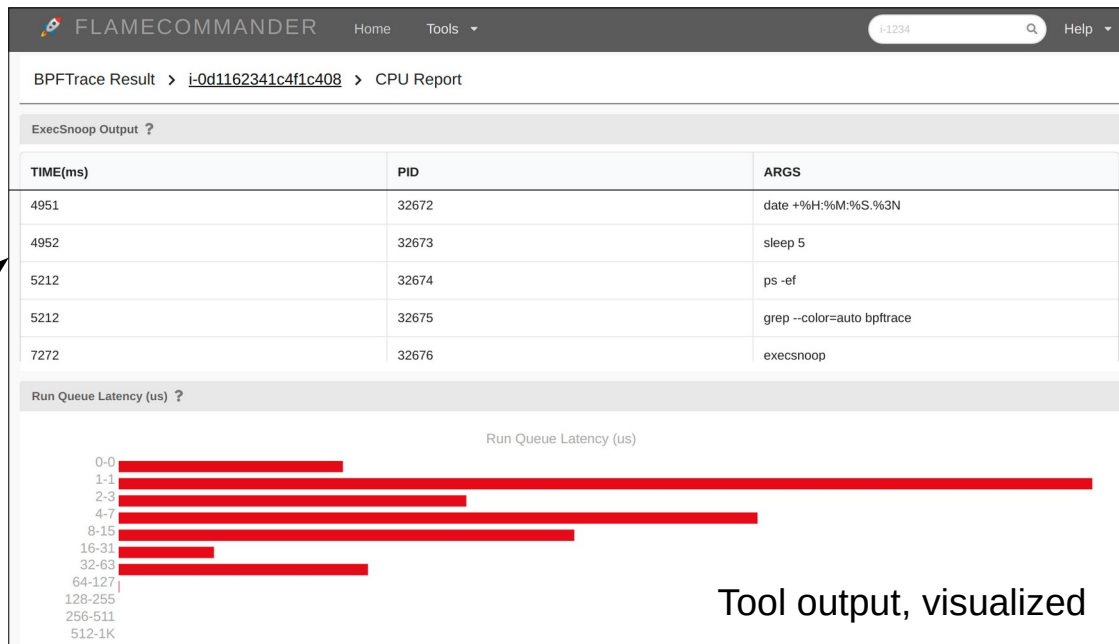 FLAMECOMMANDER Home Tools i-1234 Help
BPFTrace Result > i-0d1162341c4f1c408 > CPU Report
ExecSnoop Output ?
TIME(ms) PID ARGS
4951 32672 date +%H:%M:%S.%3N
4952 32673 sleep 5
5212 32674 ps -ef
5212 32675 grep --color=auto bpftrace
7272 32676 execsnoop
Run Queue Latency (us) ?
Run Queue Latency (us)
0-0
1-1
2-3
4-7
8-15
16-31
32-63
64-127
128-255
256-511
512-1K
Tool output, visualized